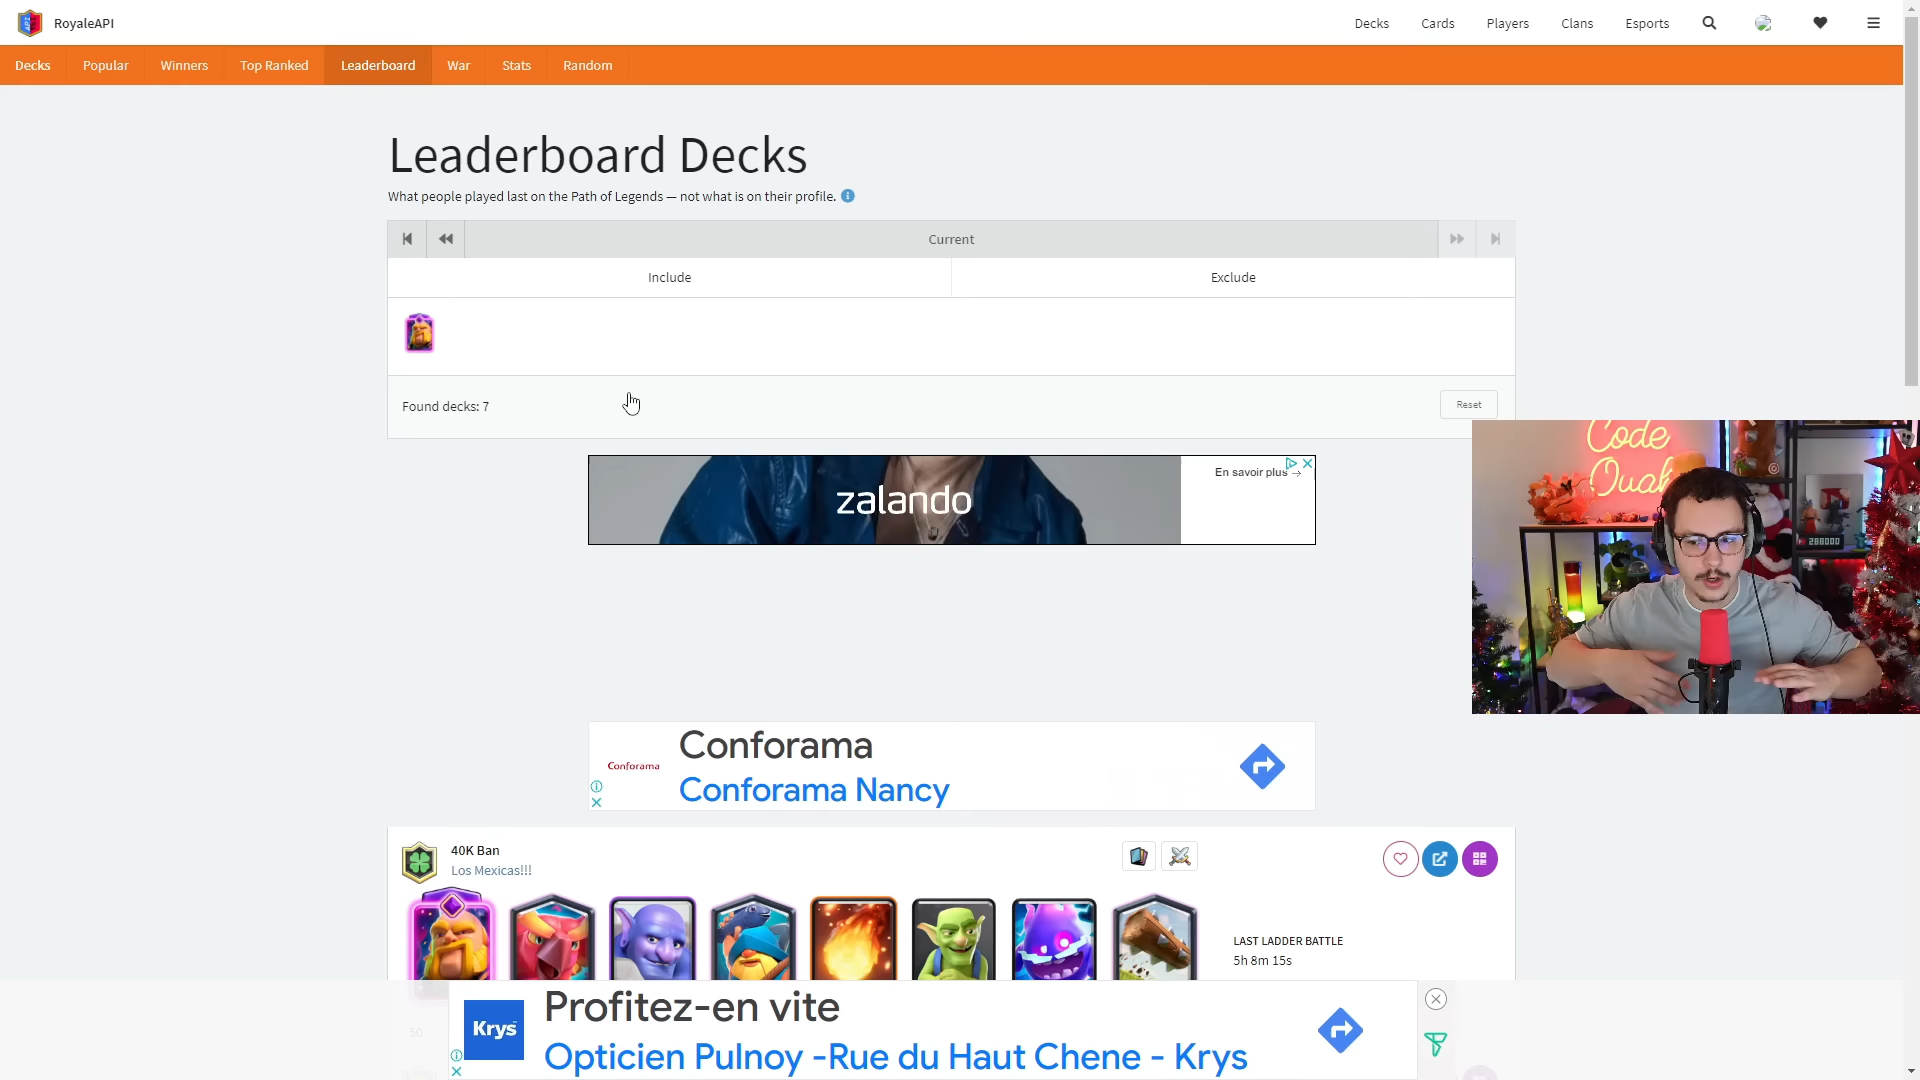 RoyaleAPI
Decks Cards Players Clans Esports
Decks Popular Winners Top Ranked Leaderboard War Stats Random
Leaderboard Decks
What people played last on the Path of Legends — not what is on their profile.
Current
Include Exclude
Found decks: 7
Reset
zalando
En savoir plus →
Code
Conforama
Conforama
Conforama Nancy
40K Ban
Los Mexicas!!!
LAST LADDER BATTLE
5h 8m 15s
50
Krys
Profitez-en vite
Opticien Pulnoy -Rue du Haut Chene - Krys